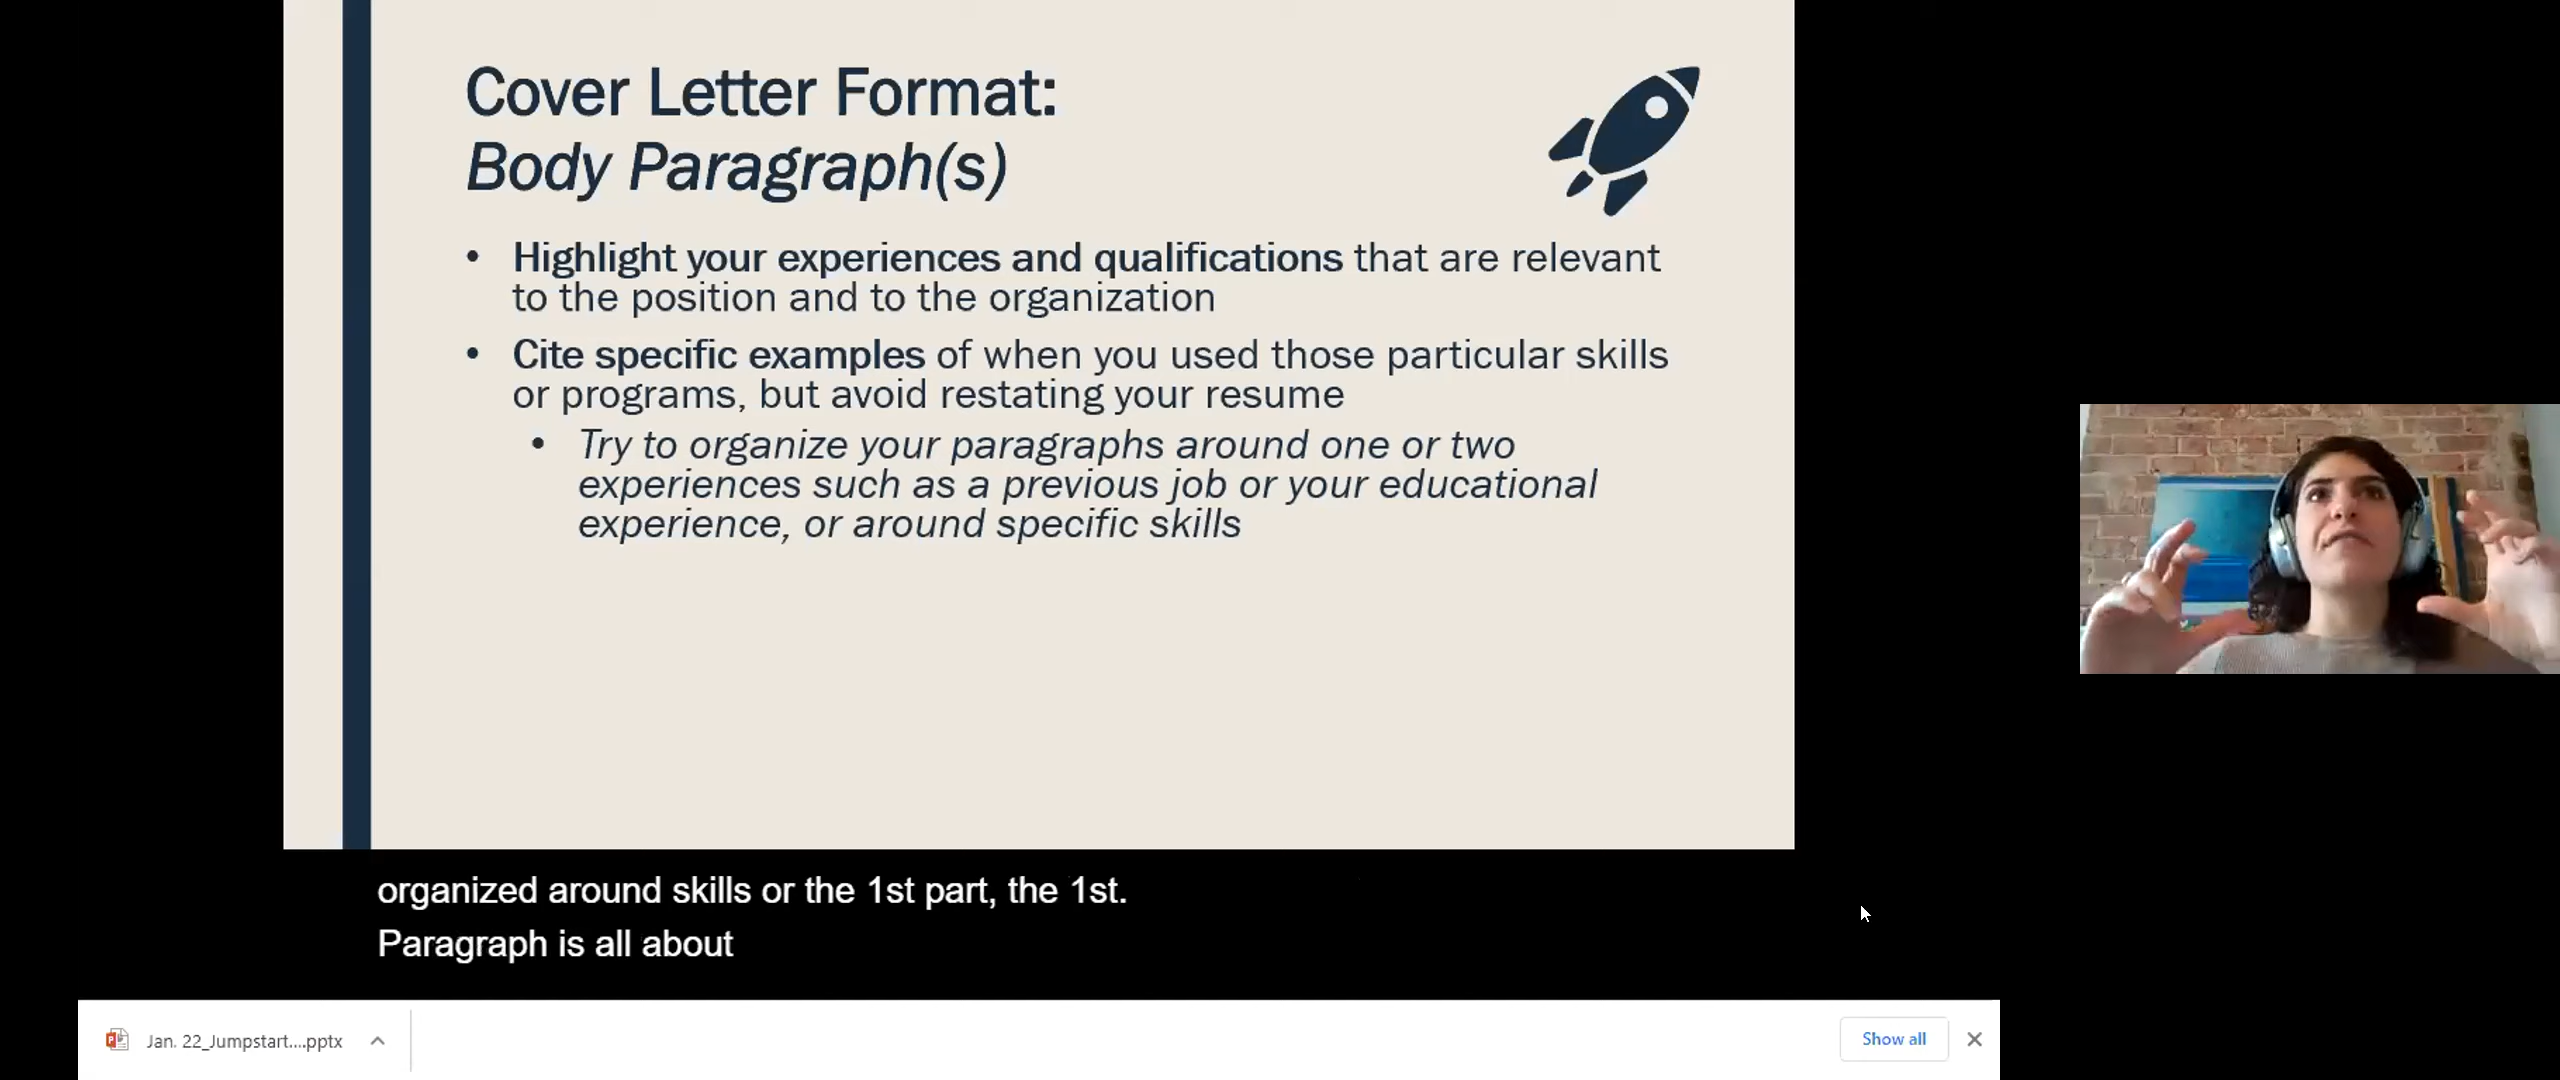 Cover Letter Format:
Body Paragraph(s)
• Highlight your experiences and qualifications that are relevant
to the position and to the organization
• Cite specific examples of when you used those particular skills
or programs, but avoid restating your resume
• Try to organize your paragraphs around one or two
experiences such as a previous job or your educational
experience, or around specific skills
organized around skills or the 1st part, the 1st.
Paragraph is all about
Jan. 22_Jumpstart....pptx
Show all